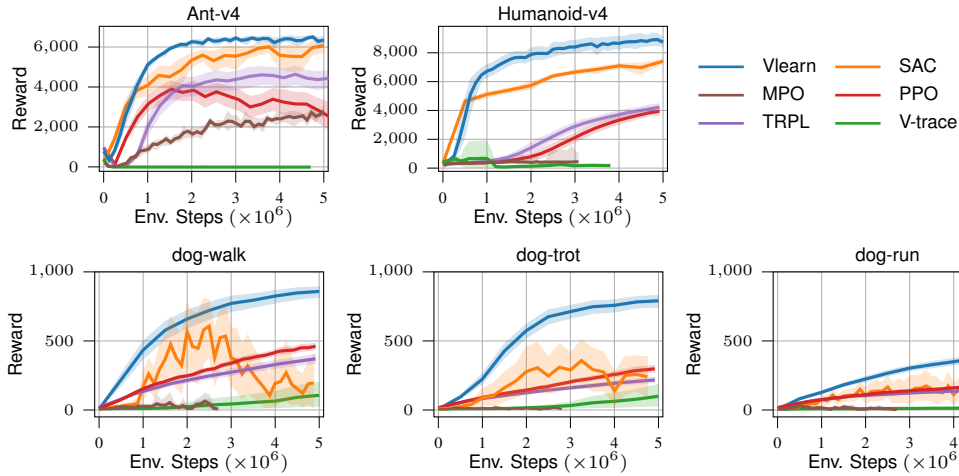 Ant-v4
Humanoid-v4
6,000
4,000
2,000
0
Reward
0 1 2 3 4 5
Env. Steps (×10⁶)
8,000
6,000
4,000
2,000
0
Reward
0 1 2 3 4 5
Env. Steps (×10⁶)
Vlearn
SAC
MPO
PPO
TRPL
V-trace
dog-walk
dog-trot
dog-run
1,000
500
0
Reward
0 1 2 3 4 5
Env. Steps (×10⁶)
1,000
500
0
Reward
0 1 2 3 4 5
Env. Steps (×10⁶)
1,000
500
0
Reward
0 1 2 3 4
Env. Steps (×10⁶)